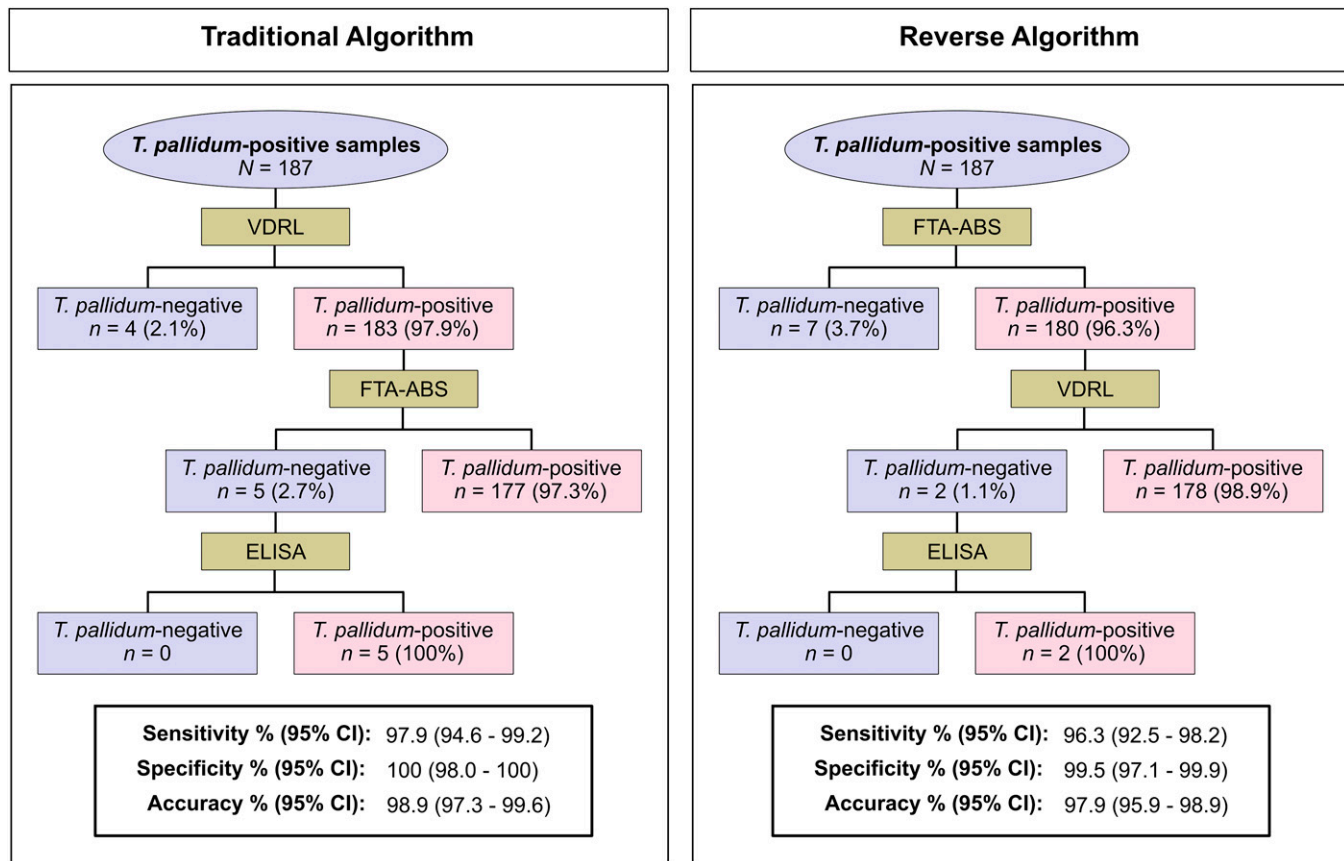 Traditional Algorithm
T. pallidum-positive samples
N = 187
VDRL
T. pallidum-negative
n = 4 (2.1%)
T. pallidum-positive
n = 183 (97.9%)
FTA-ABS
T. pallidum-negative
n = 5 (2.7%)
T. pallidum-positive
n = 177 (97.3%)
ELISA
T. pallidum-negative
n = 0
T. pallidum-positive
n = 5 (100%)
Sensitivity % (95% CI): 97.9 (94.6 - 99.2)
Specificity % (95% CI): 100 (98.0 - 100)
Accuracy % (95% CI): 98.9 (97.3 - 99.6)
Reverse Algorithm
T. pallidum-positive samples
N = 187
FTA-ABS
T. pallidum-negative
n = 7 (3.7%)
T. pallidum-positive
n = 180 (96.3%)
VDRL
T. pallidum-negative
n = 2 (1.1%)
T. pallidum-positive
n = 178 (98.9%)
ELISA
T. pallidum-negative
n = 0
T. pallidum-positive
n = 2 (100%)
Sensitivity % (95% CI): 96.3 (92.5 - 98.2)
Specificity % (95% CI): 99.5 (97.1 - 99.9)
Accuracy % (95% CI): 97.9 (95.9 - 98.9)